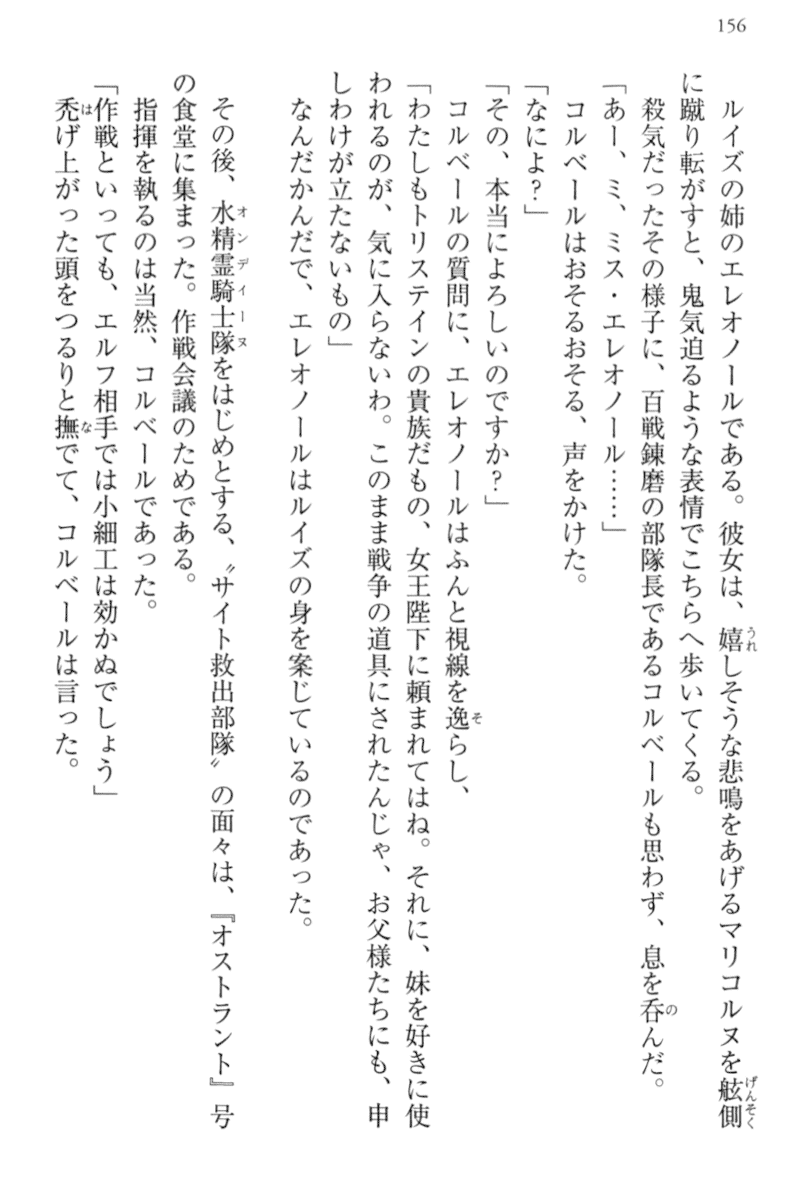 156
ルイズの姉のエレオノールである。彼女は、嬉しそうな悲鳴をあげるマリコルヌを舷側
に蹴り転がすと、鬼気迫るような表情でこちらへ歩いてくる。
殺気だったその様子に、百戦錬磨の部隊長であるコルベールも思わず、息を呑んだ。
「あー、ミ、ミス・エレオノール……」
コルベールはおそるおそる、声をかけた。
「なによ？」
「その、本当によろしいのですか？」
コルベールの質問に、エレオノールはふんと視線を逸らし、
「わたしもトリステインの貴族だもの、女王陛下に頼まれてはね。それに、妹を好きに使
われるのが、気に入らないわ。このまま戦争の道具にされたんじゃ、お父様たちにも、申
しわけが立たないもの」
なんだかんだで、エレオノールはルイズの身を案じているのであった。
その後、水精霊騎士隊をはじめとする、〝サイト救出部隊〟の面々は、『オストラント』号
の食堂に集まった。作戦会議のためである。
指揮を執るのは当然、コルベールであった。
「作戦といっても、エルフ相手では小細工は効かぬでしょう」
禿げ上がった頭をつるりと撫でて、コルベールは言った。